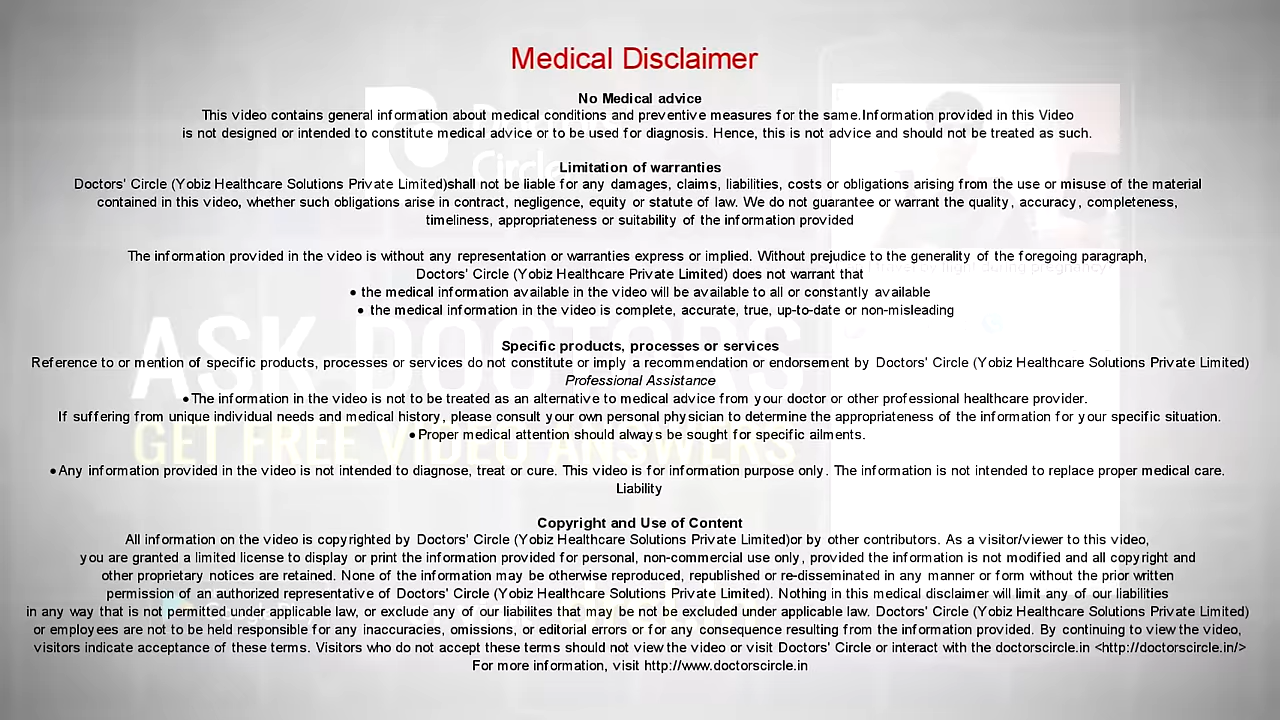 Medical Disclaimer
No Medical advice
This video contains general information about medical conditions and preventive measures for the same.Information provided in this Video
is not designed or intended to constitute medical advice or to be used for diagnosis. Hence, this is not advice and should not be treated as such.
Limitation of warranties
Doctors' Circle (Yobiz Healthcare Solutions Private Limited)shall not be liable for any damages, claims, liabilities, costs or obligations arising from the use or misuse of the material
contained in this video, whether such obligations arise in contract, negligence, equity or statute of law. We do not guarantee or warrant the quality, accuracy, completeness,
timeliness, appropriateness or suitability of the information provided
The information provided in the video is without any representation or warranties express or implied. Without prejudice to the generality of the foregoing paragraph,
Doctors' Circle (Yobiz Healthcare Private Limited) does not warrant that
• the medical information available in the video will be available to all or constantly available
• the medical information in the video is complete, accurate, true, up-to-date or non-misleading
Specific products, processes or services
Reference to or mention of specific products, processes or services do not constitute or imply a recommendation or endorsement by Doctors' Circle (Yobiz Healthcare Solutions Private Limited)
Professional Assistance
•The information in the video is not to be treated as an alternative to medical advice from your doctor or other professional healthcare provider.
If suffering from unique individual needs and medical history, please consult your own personal physician to determine the appropriateness of the information for your specific situation.
•Proper medical attention should always be sought for specific ailments.
•Any information provided in the video is not intended to diagnose, treat or cure. This video is for information purpose only. The information is not intended to replace proper medical care.
Liability
Copyright and Use of Content
All information on the video is copyrighted by Doctors' Circle (Yobiz Healthcare Solutions Private Limited)or by other contributors. As a visitor/viewer to this video,
you are granted a limited license to display or print the information provided for personal, non-commercial use only, provided the information is not modified and all copyright and
other proprietary notices are retained. None of the information may be otherwise reproduced, republished or re-disseminated in any manner or form without the prior written
permission of an authorized representative of Doctors' Circle (Yobiz Healthcare Solutions Private Limited). Nothing in this medical disclaimer will limit any of our liabilities
in any way that is not permitted under applicable law, or exclude any of our liabilites that may be not be excluded under applicable law. Doctors' Circle (Yobiz Healthcare Solutions Private Limited)
or employees are not to be held responsible for any inaccuracies, omissions, or editorial errors or for any consequence resulting from the information provided. By continuing to view the video,
visitors indicate acceptance of these terms. Visitors who do not accept these terms should not view the video or visit Doctors' Circle or interact with the doctorscircle.in <http://doctorscircle.in/>
For more information, visit http://www.doctorscircle.in
Circle
ASK DOCTORS
GET FREE VIDEO ANSWERS
travel by flight during pregnancy?
Google Play